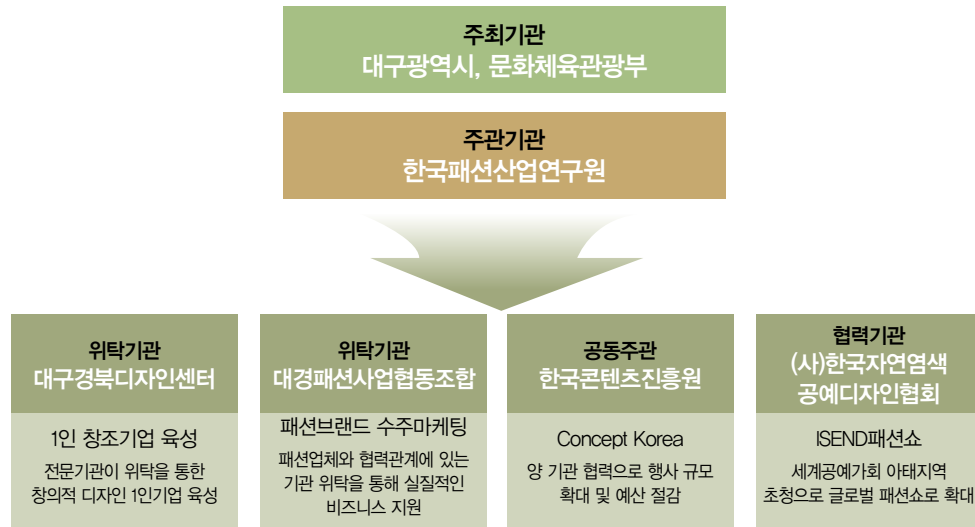 주최기관
대구광역시, 문화체육관광부
주관기관
한국패션산업연구원
위탁기관
대구경북디자인센터
1인 창조기업 육성
전문기관이 위탁을 통한
창의적 디자인 1인기업 육성
위탁기관
대경패션사업협동조합
패션브랜드 수주마케팅
패션업체와 협력관계에 있는
기관 위탁을 통해 실질적인
비즈니스 지원
공동주관
한국콘텐츠진흥원
Concept Korea
양 기관 협력으로 행사 규모
확대 및 예산 절감
협력기관
(사)한국자연염색
공예디자인협회
ISEND패션쇼
세계공예가회 아태지역
초청으로 글로벌 패션쇼로 확대